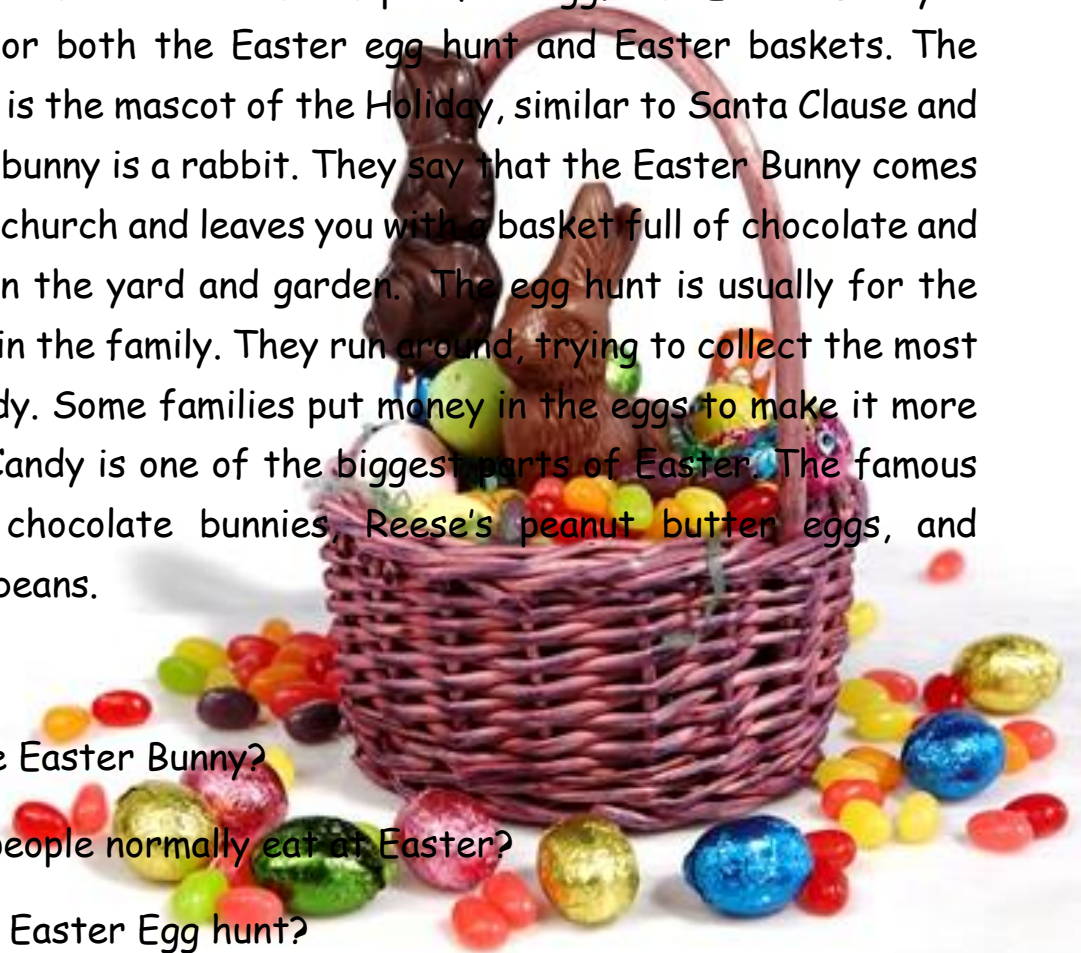 or both the Easter egg hunt and Easter baskets. The
is the mascot of the Holiday, similar to Santa Clause and
bunny is a rabbit. They say that the Easter Bunny comes
church and leaves you with a basket full of chocolate and
n the yard and garden. The egg hunt is usually for the
in the family. They run around, trying to collect the most
dy. Some families put money in the eggs to make it more
Candy is one of the biggest parts of Easter. The famous
chocolate bunnies, Reese's peanut butter eggs, and
beans.
e Easter Bunny?
people normally eat at Easter?
Easter Egg hunt?